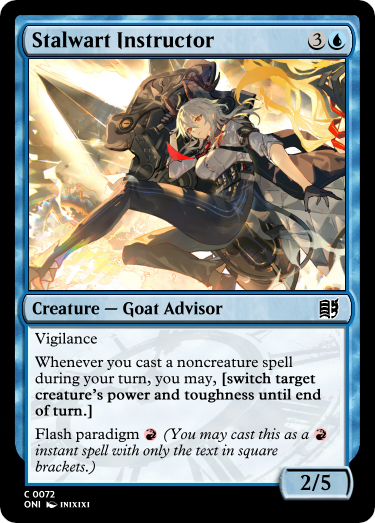 Stalwart Instructor 3
Creature — Goat Advisor
Vigilance
Whenever you cast a noncreature spell
during your turn, you may, [switch target
creature's power and toughness until end
of turn.]
Flash paradigm (You may cast this as a
instant spell with only the text in square
brackets.)
2/5
C 0072
ONI INIXIXI